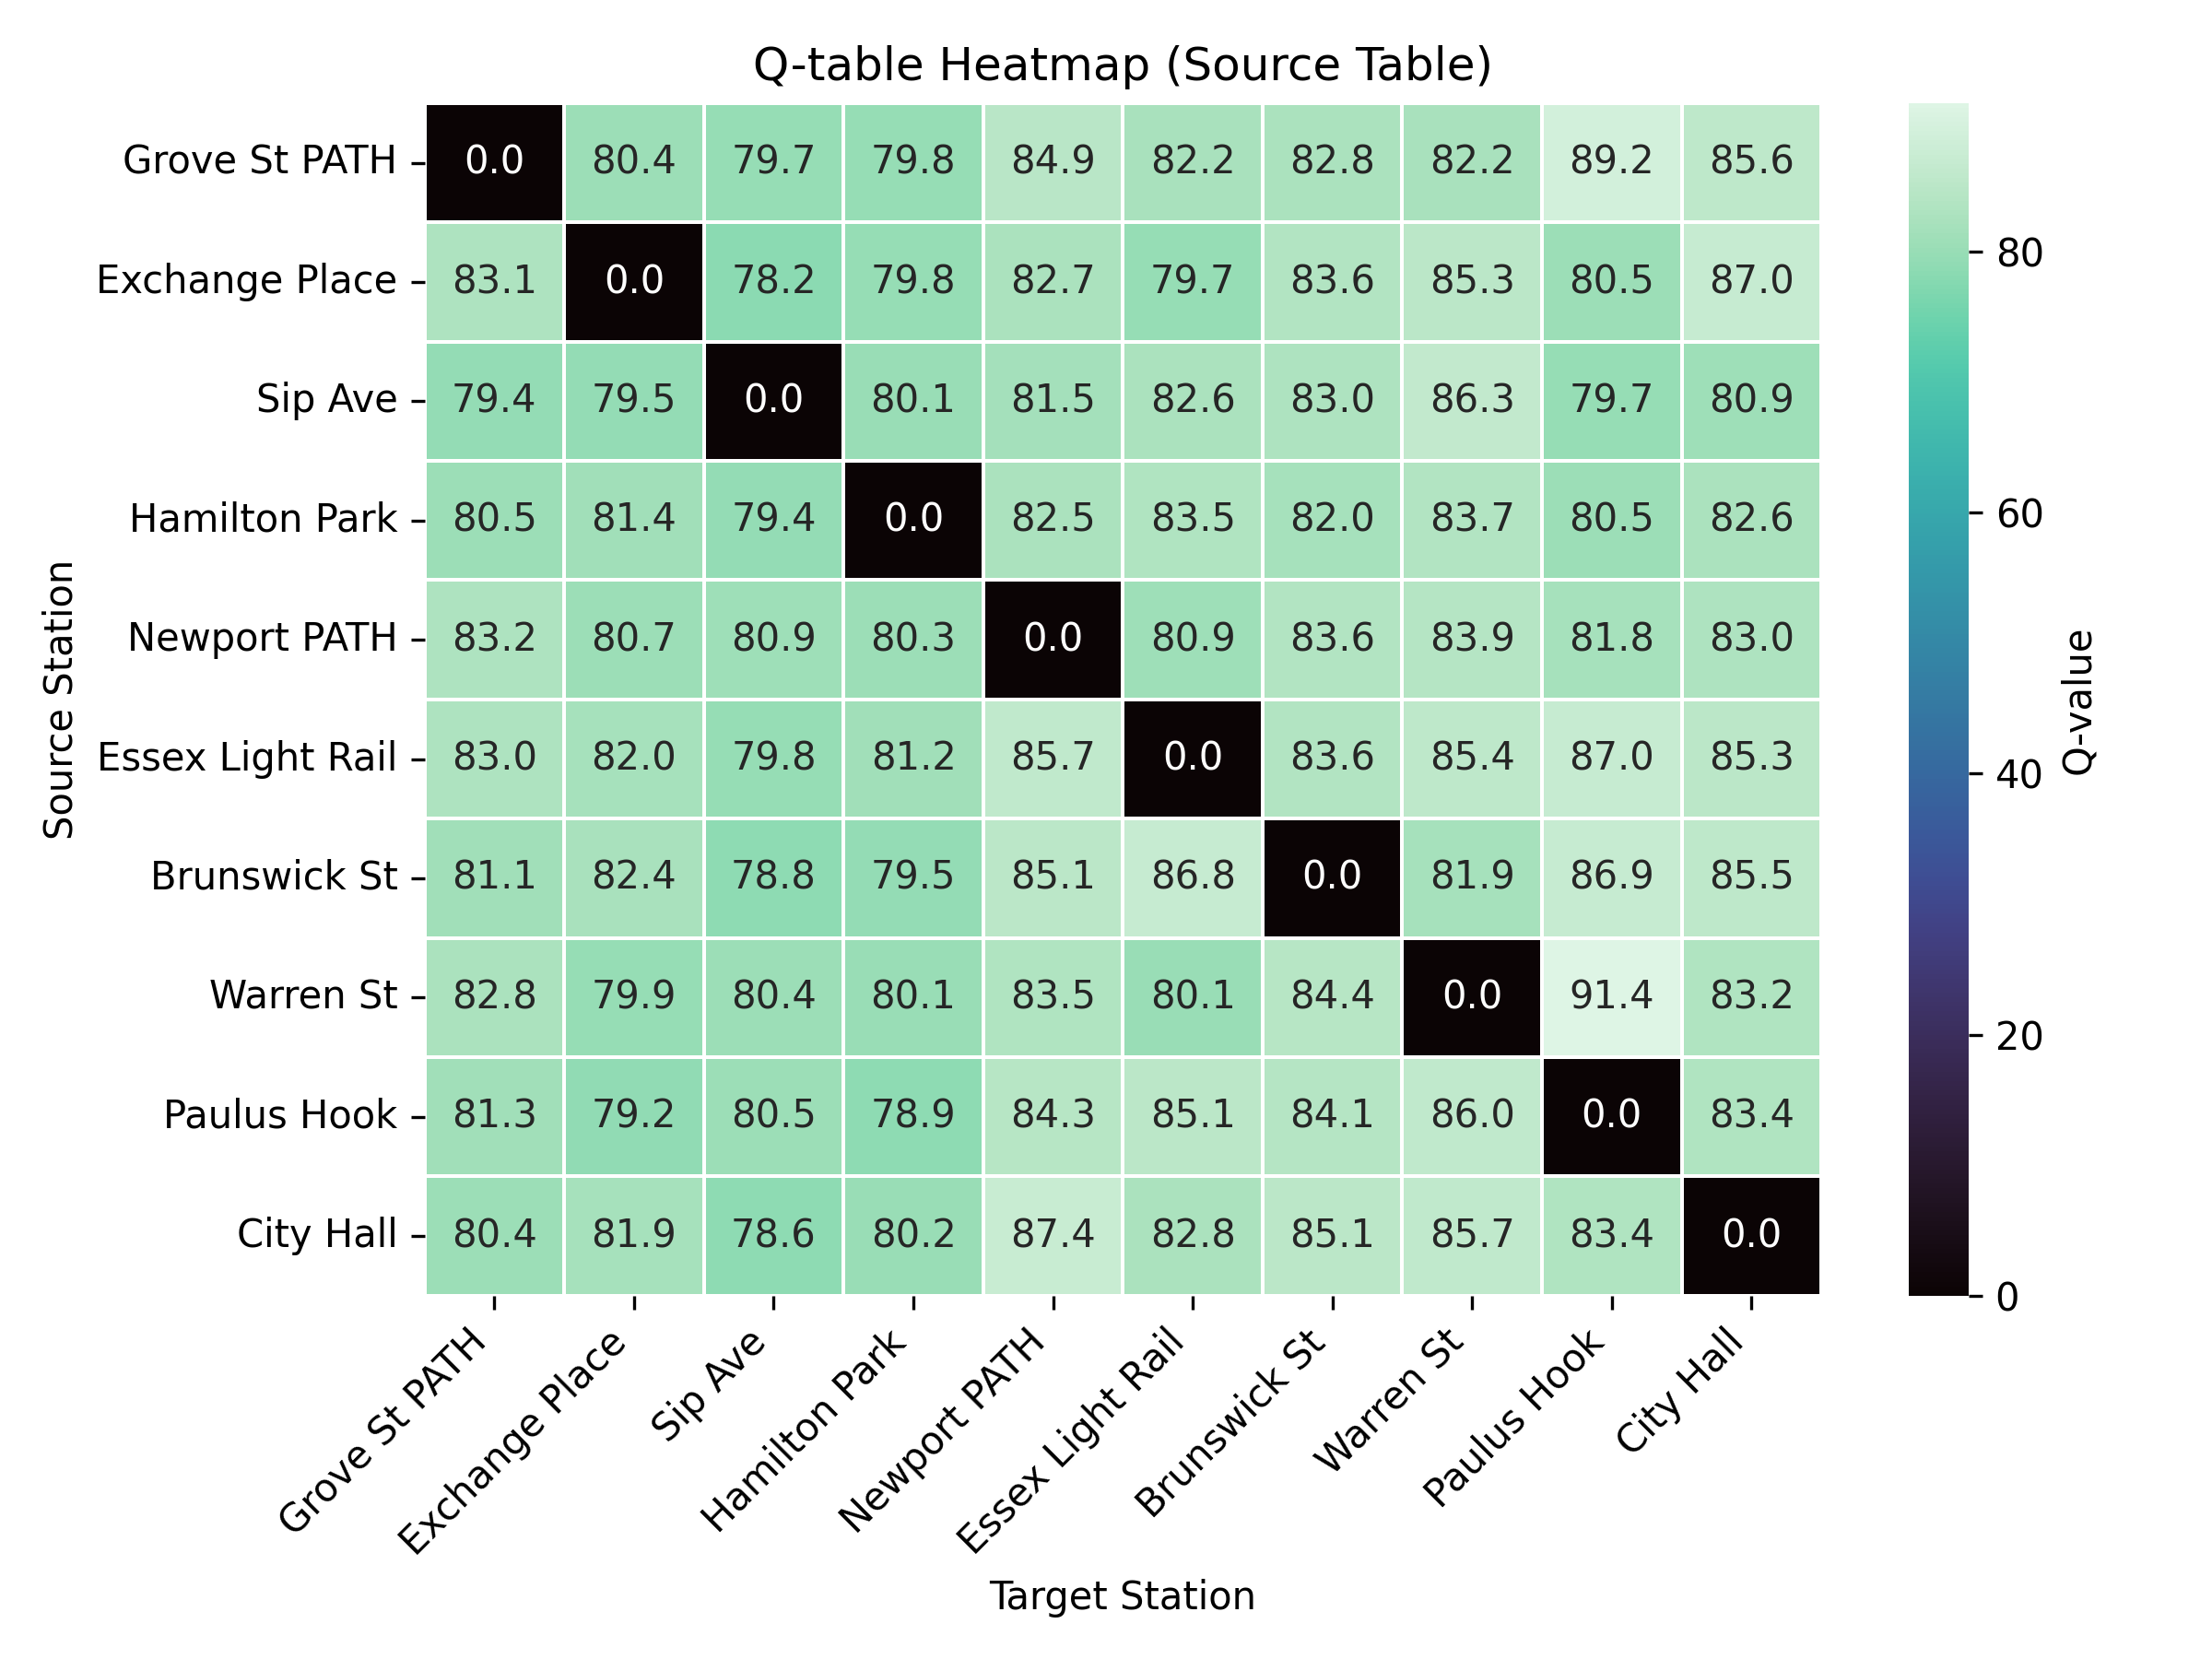 Q-table Heatmap (Source Table)
Grove St PATH 0.0 80.4 79.7 79.8 84.9 82.2 82.8 82.2 89.2 85.6
Exchange Place 83.1 0.0 78.2 79.8 82.7 79.7 83.6 85.3 80.5 87.0
Sip Ave 79.4 79.5 0.0 80.1 81.5 82.6 83.0 86.3 79.7 80.9
Hamilton Park 80.5 81.4 79.4 0.0 82.5 83.5 82.0 83.7 80.5 82.6
Newport PATH 83.2 80.7 80.9 80.3 0.0 80.9 83.6 83.9 81.8 83.0
Essex Light Rail 83.0 82.0 79.8 81.2 85.7 0.0 83.6 85.4 87.0 85.3
Brunswick St 81.1 82.4 78.8 79.5 85.1 86.8 0.0 81.9 86.9 85.5
Warren St 82.8 79.9 80.4 80.1 83.5 80.1 84.4 0.0 91.4 83.2
Paulus Hook 81.3 79.2 80.5 78.9 84.3 85.1 84.1 86.0 0.0 83.4
City Hall 80.4 81.9 78.6 80.2 87.4 82.8 85.1 85.7 83.4 0.0
Source Station
Grove St PATH
Exchange Place
Sip Ave
Hamilton Park
Newport PATH
Essex Light Rail
Brunswick St
Warren St
Paulus Hook
City Hall
Target Station
80
60
40
20
0
Q-value